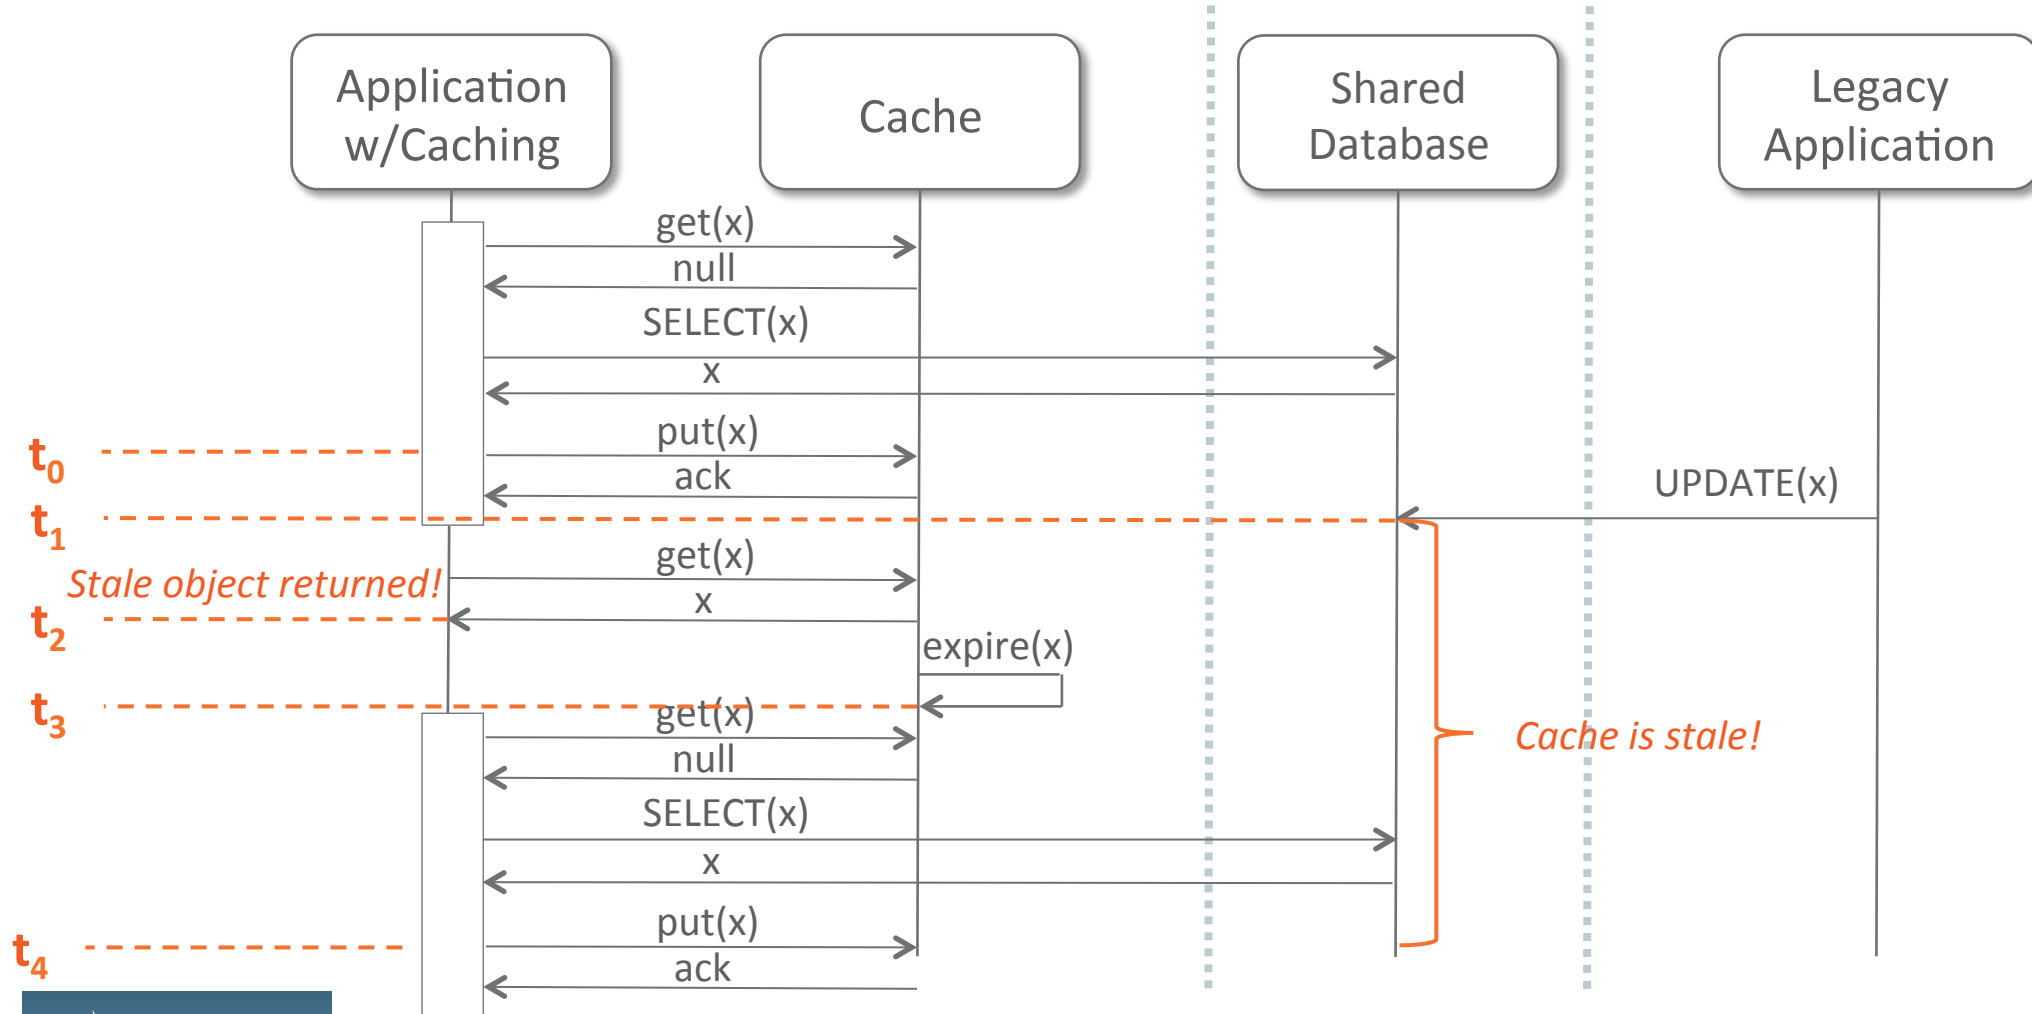 Application
w/Caching
Cache
Shared
Database
Legacy
Application
get(x)
null
SELECT(x)
x
put(x)
t0
ack
UPDATE(x)
t1
get(x)
Stale object returned!
x
t2
expire(x)
t3
get(x)
Cache is stale!
null
SELECT(x)
x
put(x)
t4
ack